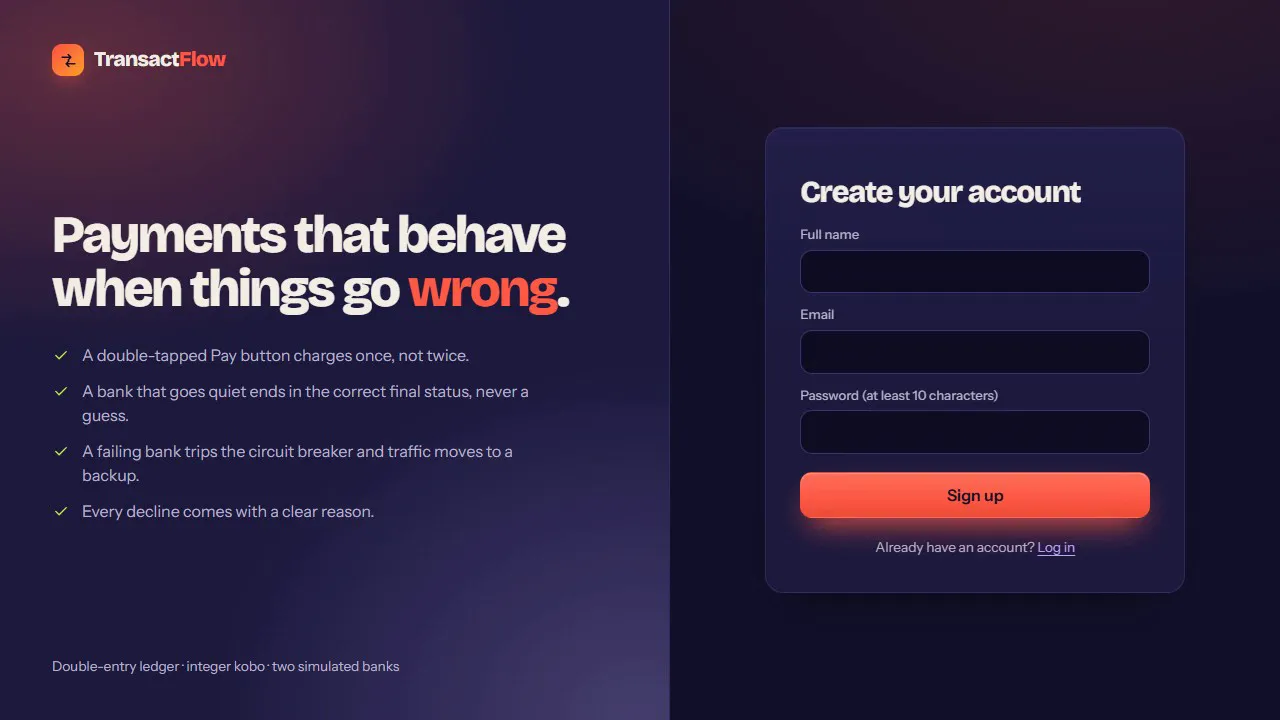 TransactFlow
Payments that behave
when things go wrong.
A double-tapped Pay button charges once, not twice.
A bank that goes quiet ends in the correct final status, never a
guess.
A failing bank trips the circuit breaker and traffic moves to a
backup.
Every decline comes with a clear reason.
Double-entry ledger · integer kobo · two simulated banks
Create your account
Full name
Email
Password (at least 10 characters)
Sign up
Already have an account? Log in